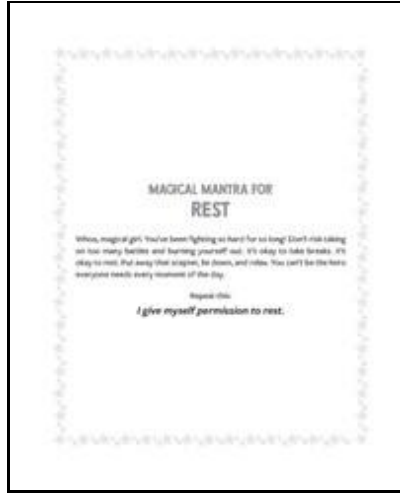 MAGICAL MANTRA FOR
REST
Whoa, magical girl. You've been fighting so hard for so long! Don't risk taking
on too many battles and burning yourself out. It's okay to take breaks. It's
okay to rest. Put away that scepter, lie down, and relax. You can't be the hero
everyone needs every moment of the day.
Repeat this:
I give myself permission to rest.